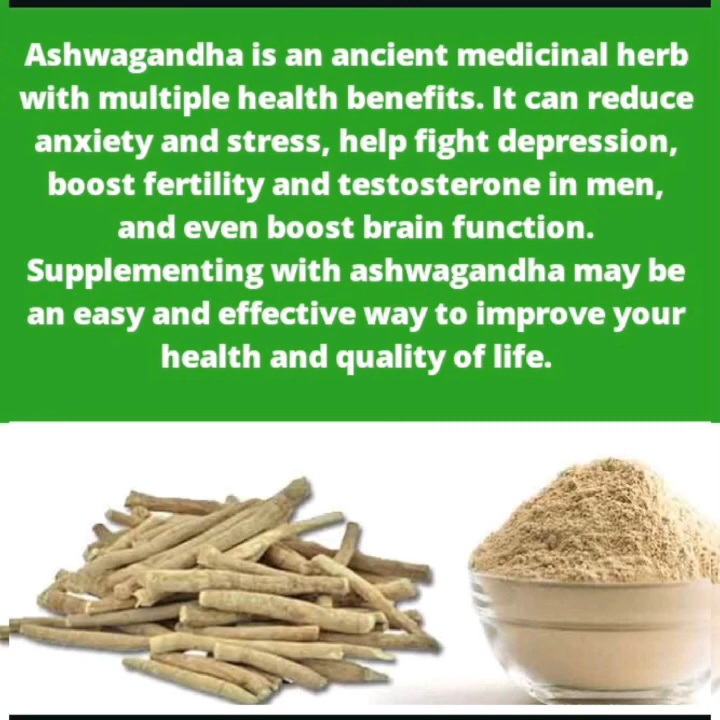 Ashwagandha is an ancient medicinal herb
with multiple health benefits. It can reduce
anxiety and stress, help fight depression,
boost fertility and testosterone in men,
and even boost brain function.
Supplementing with ashwagandha may be
an easy and effective way to improve your
health and quality of life.